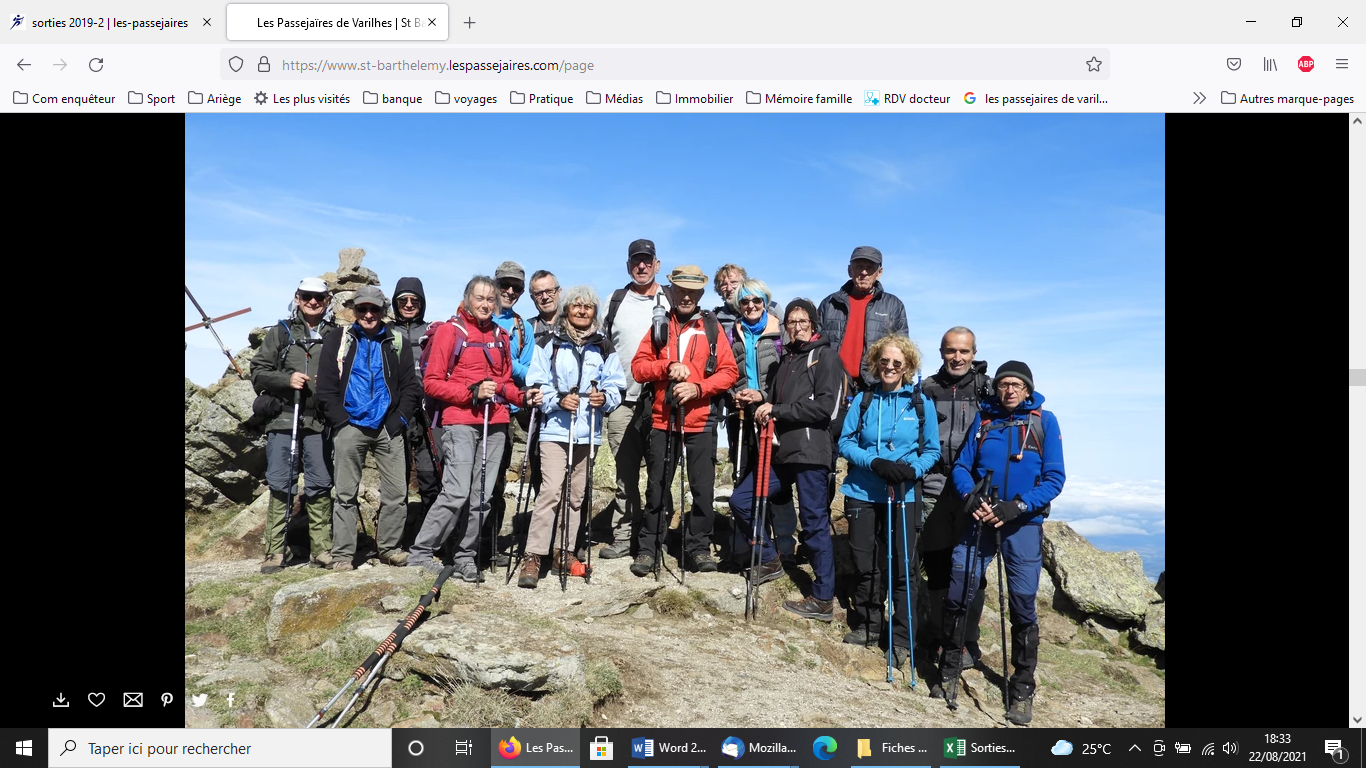 sorties 2019-2 | les-passejaires
Les Passejaïres de Varilhes | St Ba
https://www.st-barthelemy.lespassejaires.com/page
ABP
Com enquêteur
Sport
Ariège
Les plus visités
banque
voyages
Pratique
Médias
Immobilier
Mémoire famille
RDV docteur
les passejaires de varil...
Autres marque-pages
Taper ici pour rechercher
Les Pas...
Word 2...
Mozilla...
Fiches ...
Sorties...
25°C
18:33
22/08/2021
1